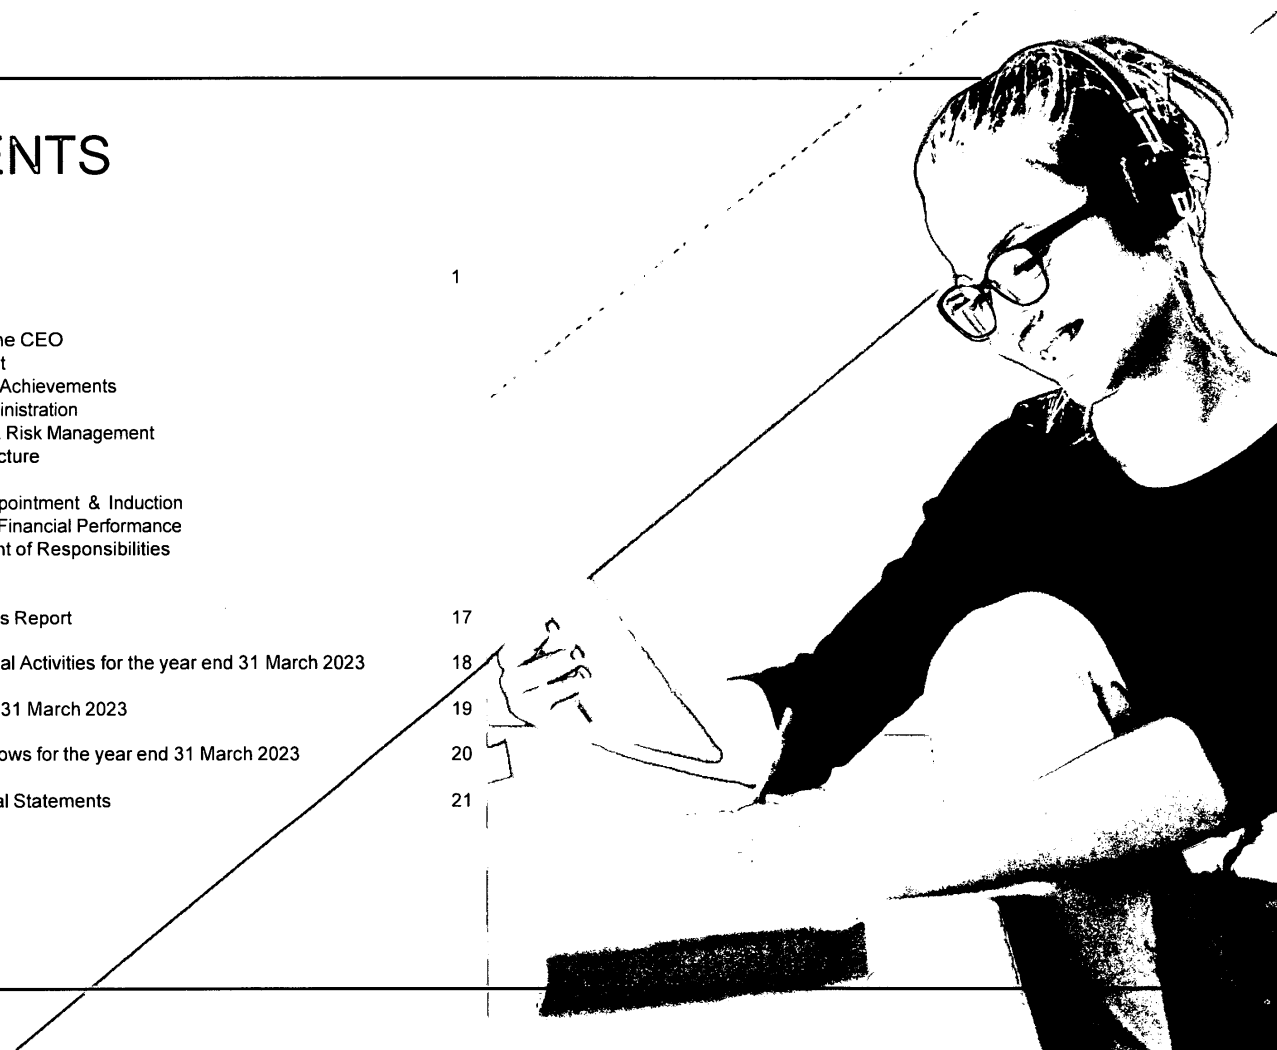 ENTS
1
he CEO
t
Achievements
inistration
Risk Management
cture
pointment & Induction
Financial Performance
nt of Responsibilities
s Report 17
al Activities for the year end 31 March 2023 18
31 March 2023 19
ows for the year end 31 March 2023 20
al Statements 21